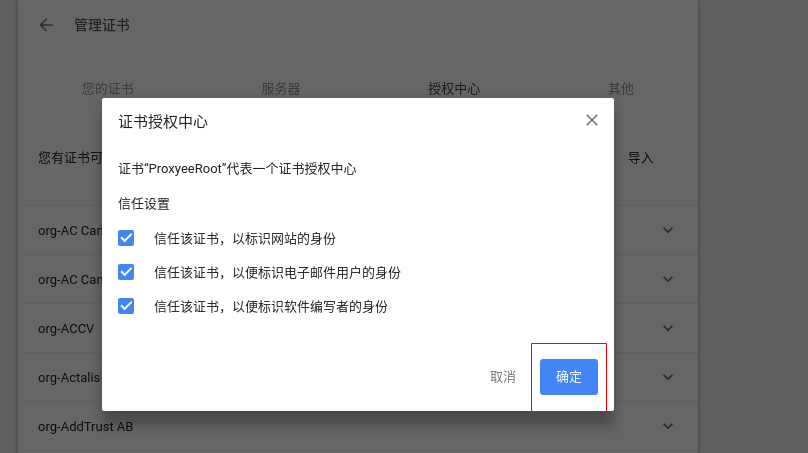 管理证书
您的证书 服务器 授权中心 其他
证书授权中心
您有证书可
导入
证书“ProxyeeRoot”代表一个证书授权中心
信任设置
org-AC Cam
信任该证书，以标识网站的身份
信任该证书，以便标识电子邮件用户的身份
org-AC Cam
信任该证书，以便标识软件编写者的身份
org-ACCV
org-Actalis
取消 确定
org-AddTrust AB